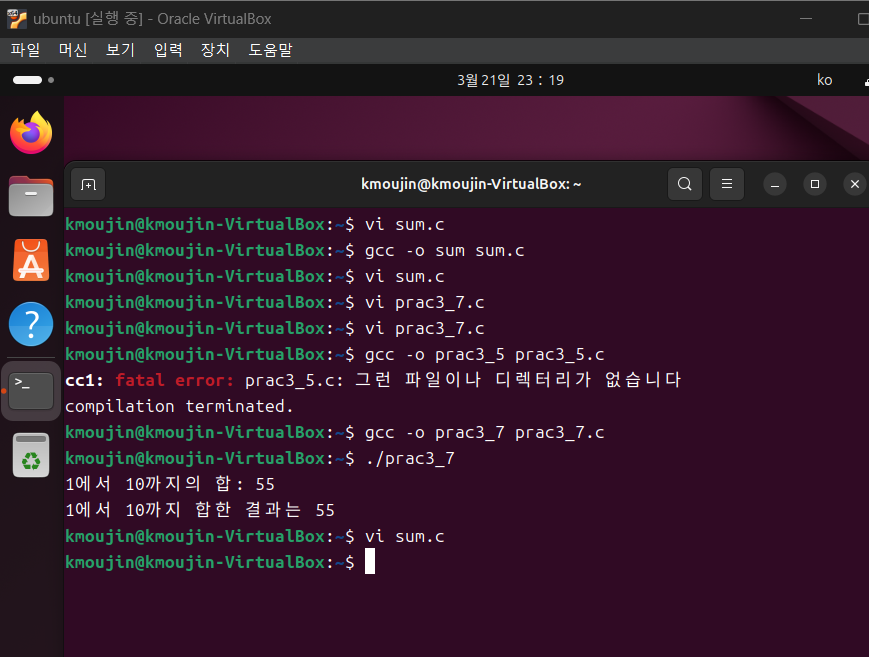 ubuntu [실행 중] - Oracle VirtualBox
파일 머신 보기 입력 장치 도움말
3월 21일 23 : 19 ko
kmoujin@kmoujin-VirtualBox: ~
kmoujin@kmoujin-VirtualBox:~$ vi sum.c
kmoujin@kmoujin-VirtualBox:~$ gcc -o sum sum.c
kmoujin@kmoujin-VirtualBox:~$ vi sum.c
kmoujin@kmoujin-VirtualBox:~$ vi prac3_7.c
kmoujin@kmoujin-VirtualBox:~$ vi prac3_7.c
kmoujin@kmoujin-VirtualBox:~$ gcc -o prac3_5 prac3_5.c
cc1: fatal error: prac3_5.c: 그런 파일이나 디렉터리가 없습니다
compilation terminated.
kmoujin@kmoujin-VirtualBox:~$ gcc -o prac3_7 prac3_7.c
kmoujin@kmoujin-VirtualBox:~$ ./prac3_7
1에서 10까지의 합: 55
1에서 10까지 합한 결과는 55
kmoujin@kmoujin-VirtualBox:~$ vi sum.c
kmoujin@kmoujin-VirtualBox:~$